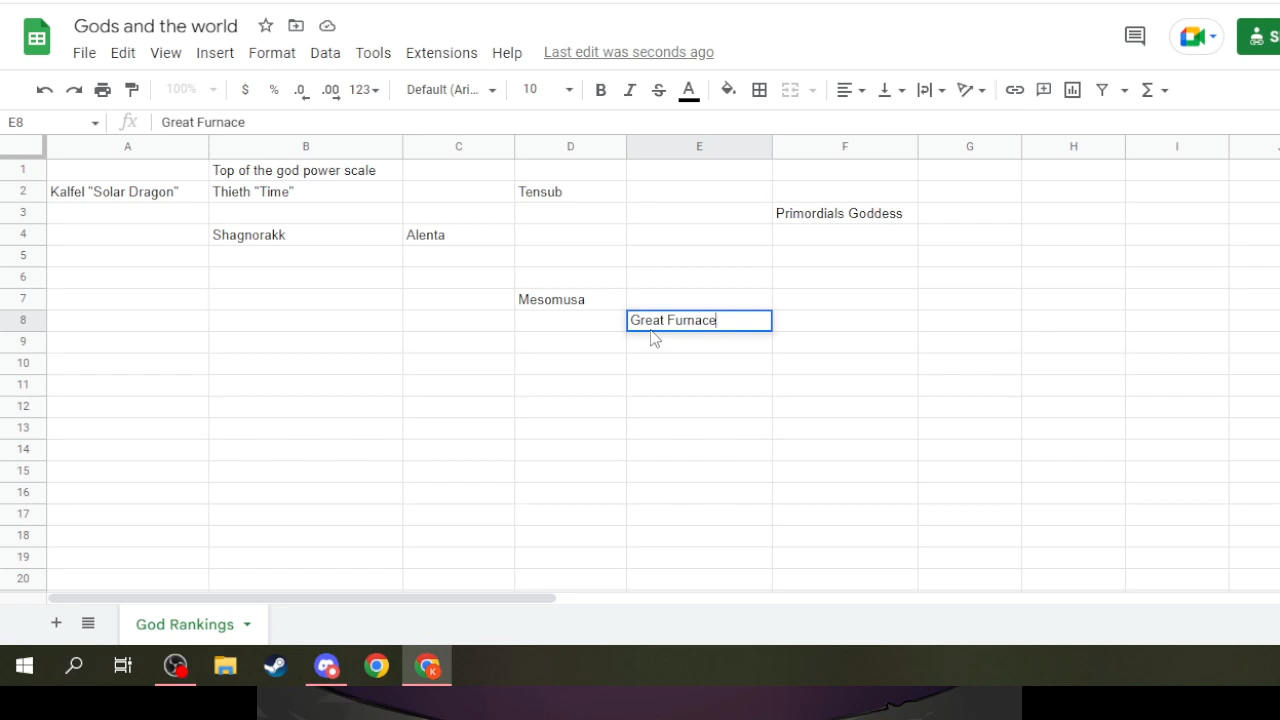 Gods and the world
File Edit View Insert Format Data Tools Extensions Help Last edit was seconds ago
100% $ % .0 .00 123 Default (Ari... 10 B I S A
E8 fx Great Furnace
A B C D E F G H I
1 Top of the god power scale
2 Kalfel "Solar Dragon" Thieth "Time" Tensub
3 Primordials Goddess
4 Shagnorakk Alenta
5
6
7 Mesomusa
8 Great Furnace
9
10
11
12
13
14
15
16
17
18
19
20
God Rankings
K